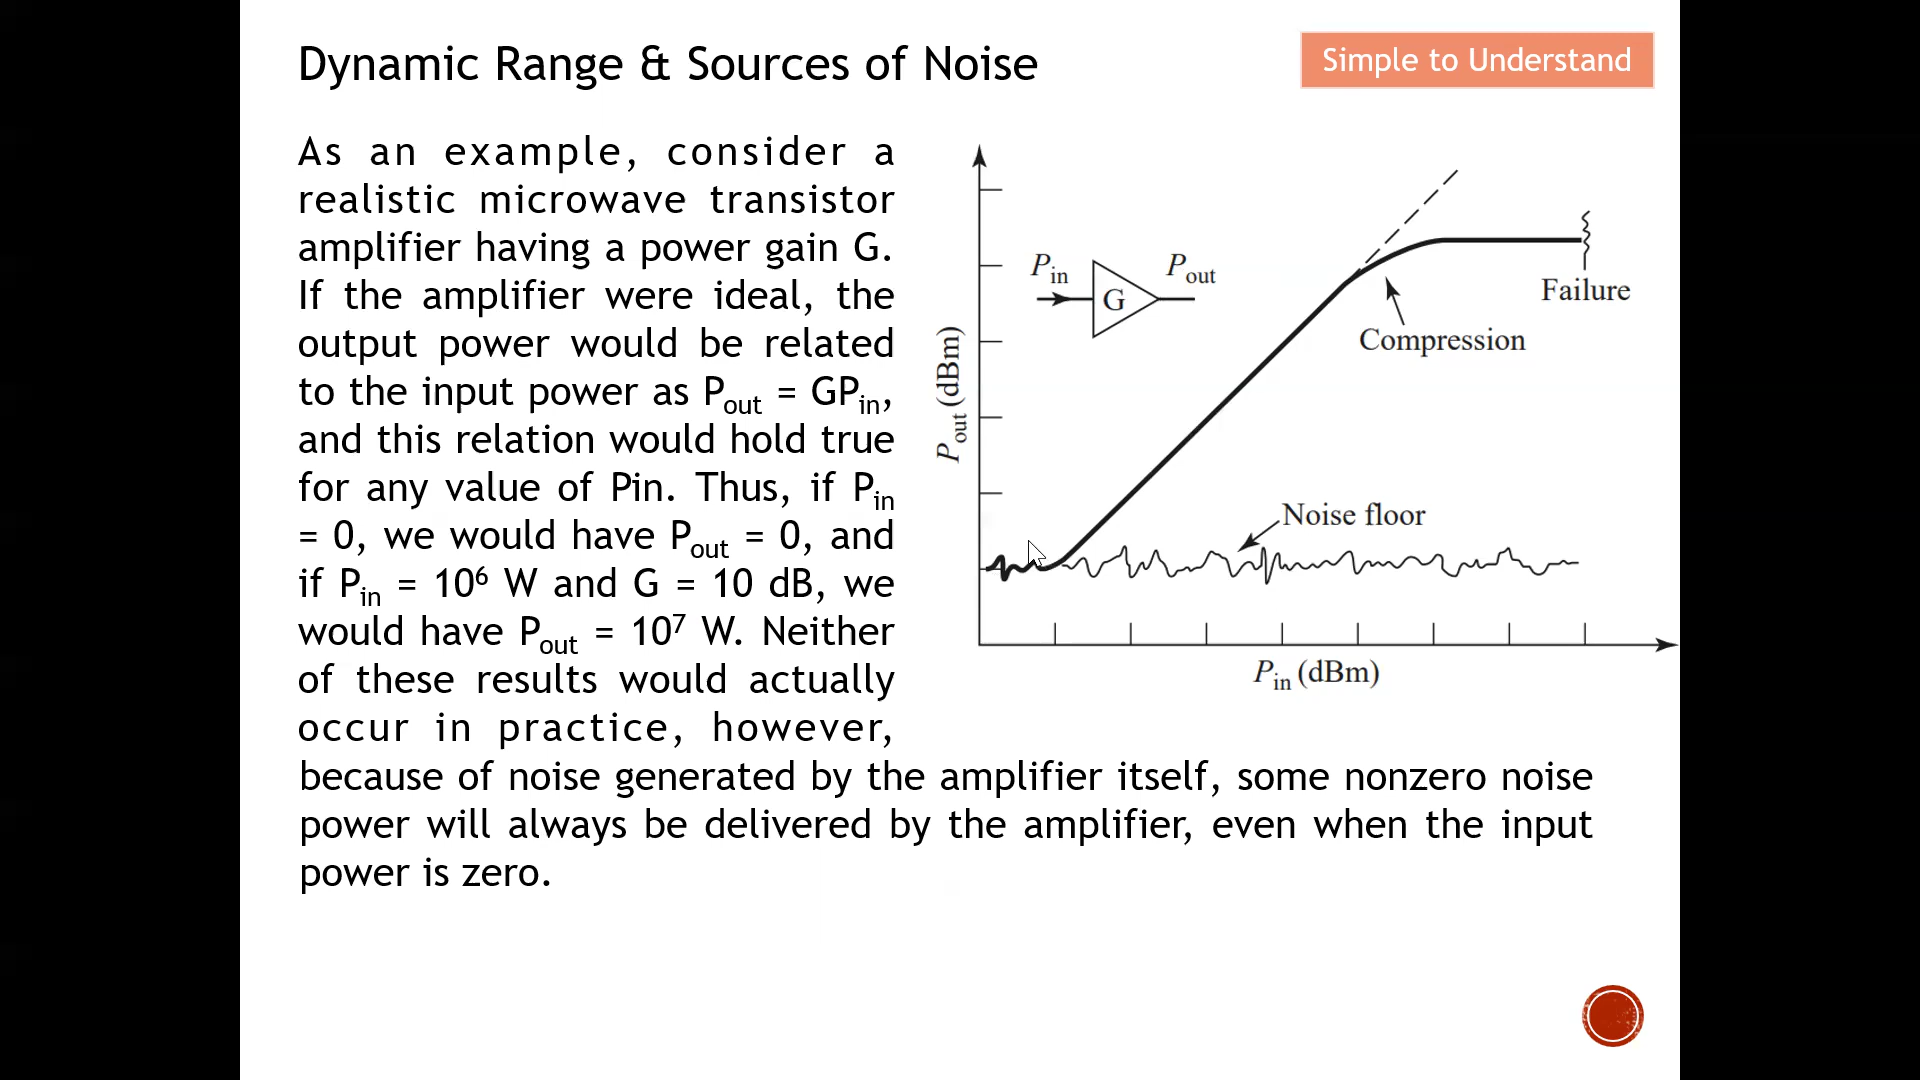 Dynamic Range & Sources of Noise
Simple to Understand
As an example, consider a
realistic microwave transistor
amplifier having a power gain G.
If the amplifier were ideal, the
output power would be related
to the input power as Pout = GPin,
and this relation would hold true
for any value of Pin. Thus, if Pin
= 0, we would have Pout = 0, and
if Pin = 10⁶ W and G = 10 dB, we
would have Pout = 10⁷ W. Neither
of these results would actually
occur in practice, however,
because of noise generated by the amplifier itself, some nonzero noise
power will always be delivered by the amplifier, even when the input
power is zero.
Pin
G
Pout
Failure
Compression
Pout (dBm)
Noise floor
Pin (dBm)